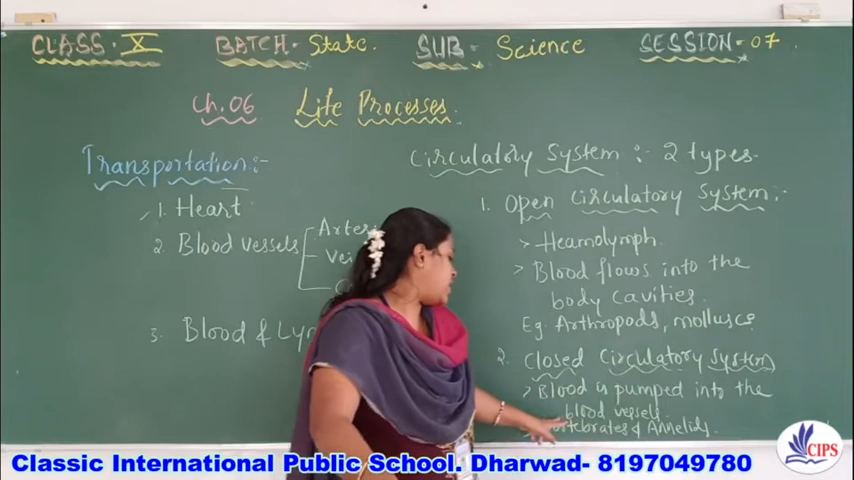 CLASS - X BATCH - State. SUB - Science SESSION - 07
Ch. 06 Life Processes.
Transportation :-
1. Heart
2. Blood vessels
3. Blood & Lym
Circulatory System :- 2 types-
1. Open Circulatory System :-
> Heamolymph.
> Blood flows into the
body Cavities.
Eg. Arthropods, mollusc
2. Closed Circulatory System
> Blood is pumped into the
blood vessels.
& Annelids.
Classic International Public School, Dharwad- 8197049780
CIPS